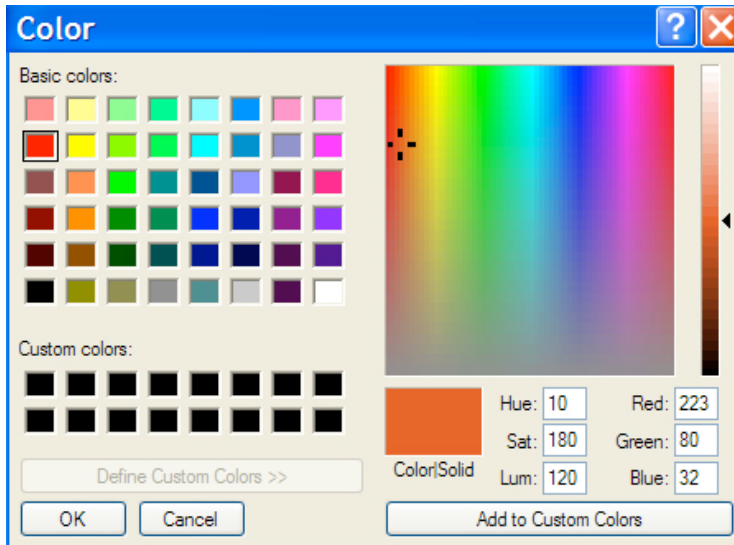 Color
Basic colors:
Custom colors:
Define Custom Colors >>
OK Cancel
Color|Solid
Hue: 10 Red: 223
Sat: 180 Green: 80
Lum: 120 Blue: 32
Add to Custom Colors